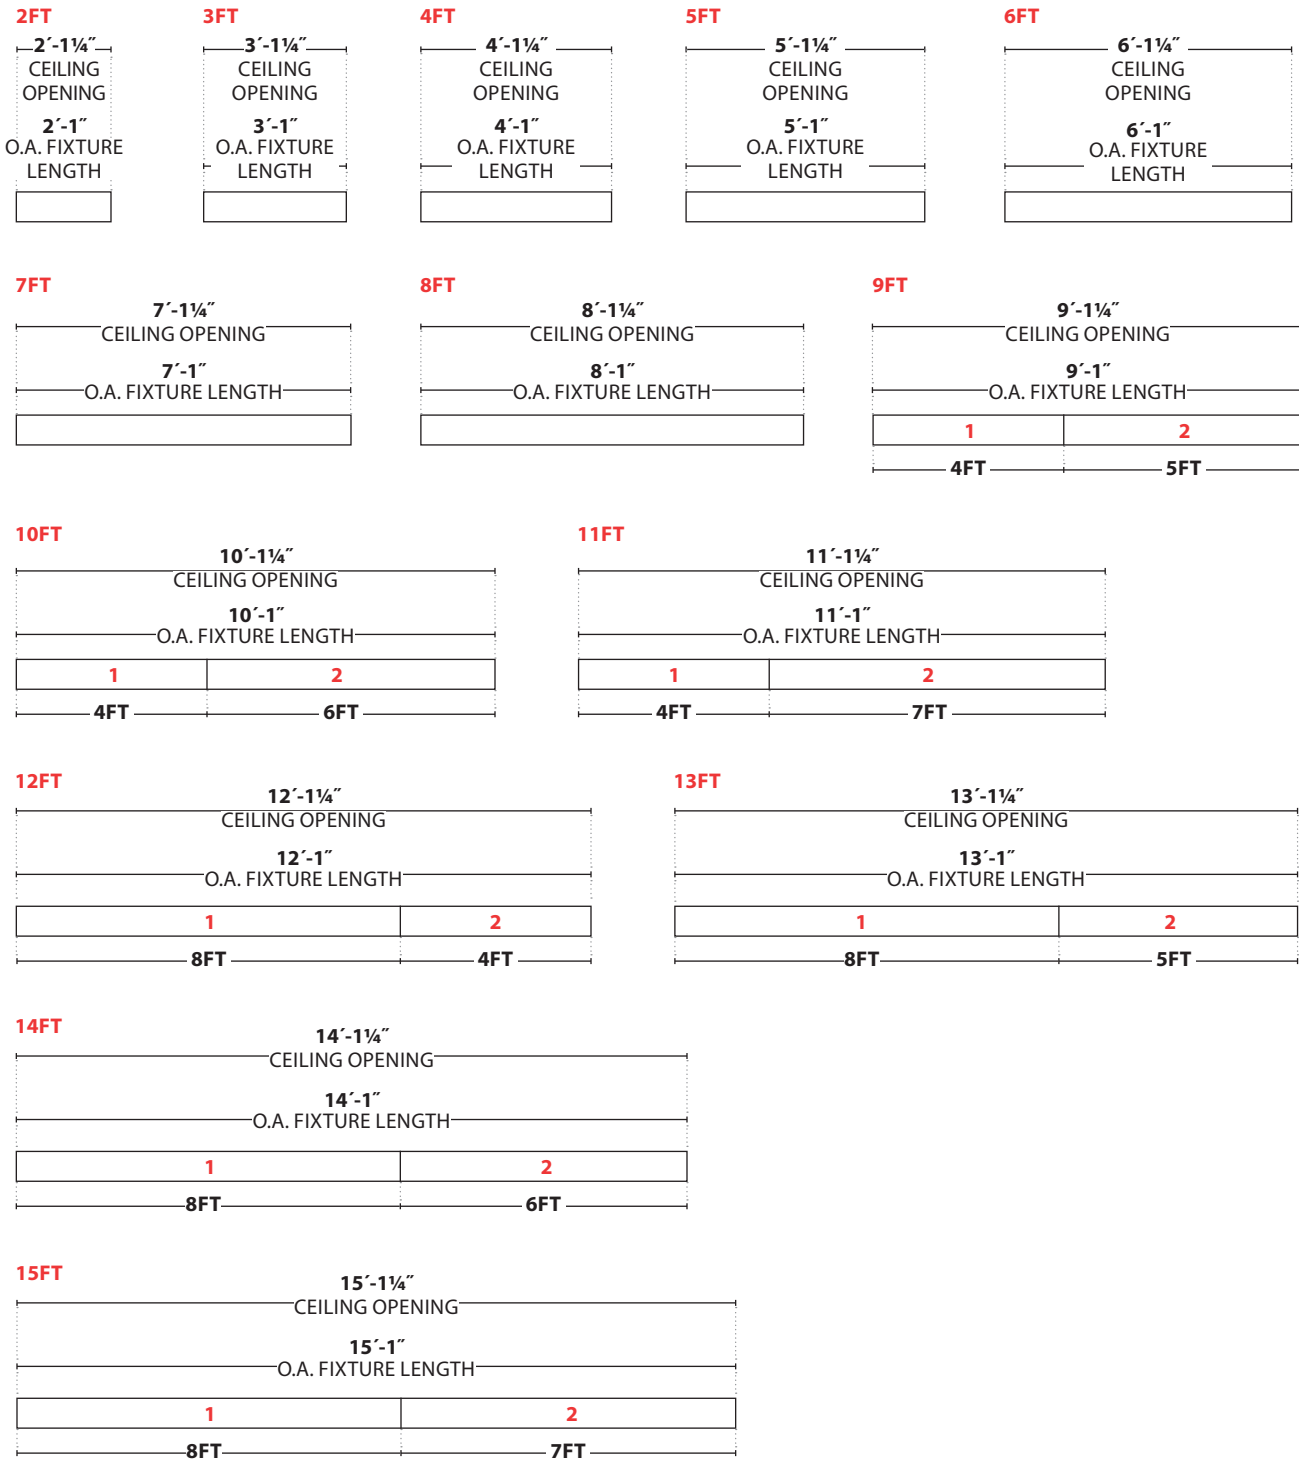 2FT
2´-1¼˝
CEILING
OPENING
2´-1˝
O.A. FIXTURE
LENGTH
3FT
3´-1¼˝
CEILING
OPENING
3´-1˝
O.A. FIXTURE
LENGTH
4FT
4´-1¼˝
CEILING
OPENING
4´-1˝
O.A. FIXTURE
LENGTH
5FT
5´-1¼˝
CEILING
OPENING
5´-1˝
O.A. FIXTURE
LENGTH
6FT
6´-1¼˝
CEILING
OPENING
6´-1˝
O.A. FIXTURE
LENGTH
7FT
7´-1¼˝
CEILING OPENING
7´-1˝
O.A. FIXTURE LENGTH
8FT
8´-1¼˝
CEILING OPENING
8´-1˝
O.A. FIXTURE LENGTH
9FT
9´-1¼˝
CEILING OPENING
9´-1˝
O.A. FIXTURE LENGTH
1 2
4FT 5FT
10FT
10´-1¼˝
CEILING OPENING
10´-1˝
O.A. FIXTURE LENGTH
1 2
4FT 6FT
11FT
11´-1¼˝
CEILING OPENING
11´-1˝
O.A. FIXTURE LENGTH
1 2
4FT 7FT
12FT
12´-1¼˝
CEILING OPENING
12´-1˝
O.A. FIXTURE LENGTH
1 2
8FT 4FT
13FT
13´-1¼˝
CEILING OPENING
13´-1˝
O.A. FIXTURE LENGTH
1 2
8FT 5FT
14FT
14´-1¼˝
CEILING OPENING
14´-1˝
O.A. FIXTURE LENGTH
1 2
8FT 6FT
15FT
15´-1¼˝
CEILING OPENING
15´-1˝
O.A. FIXTURE LENGTH
1 2
8FT 7FT